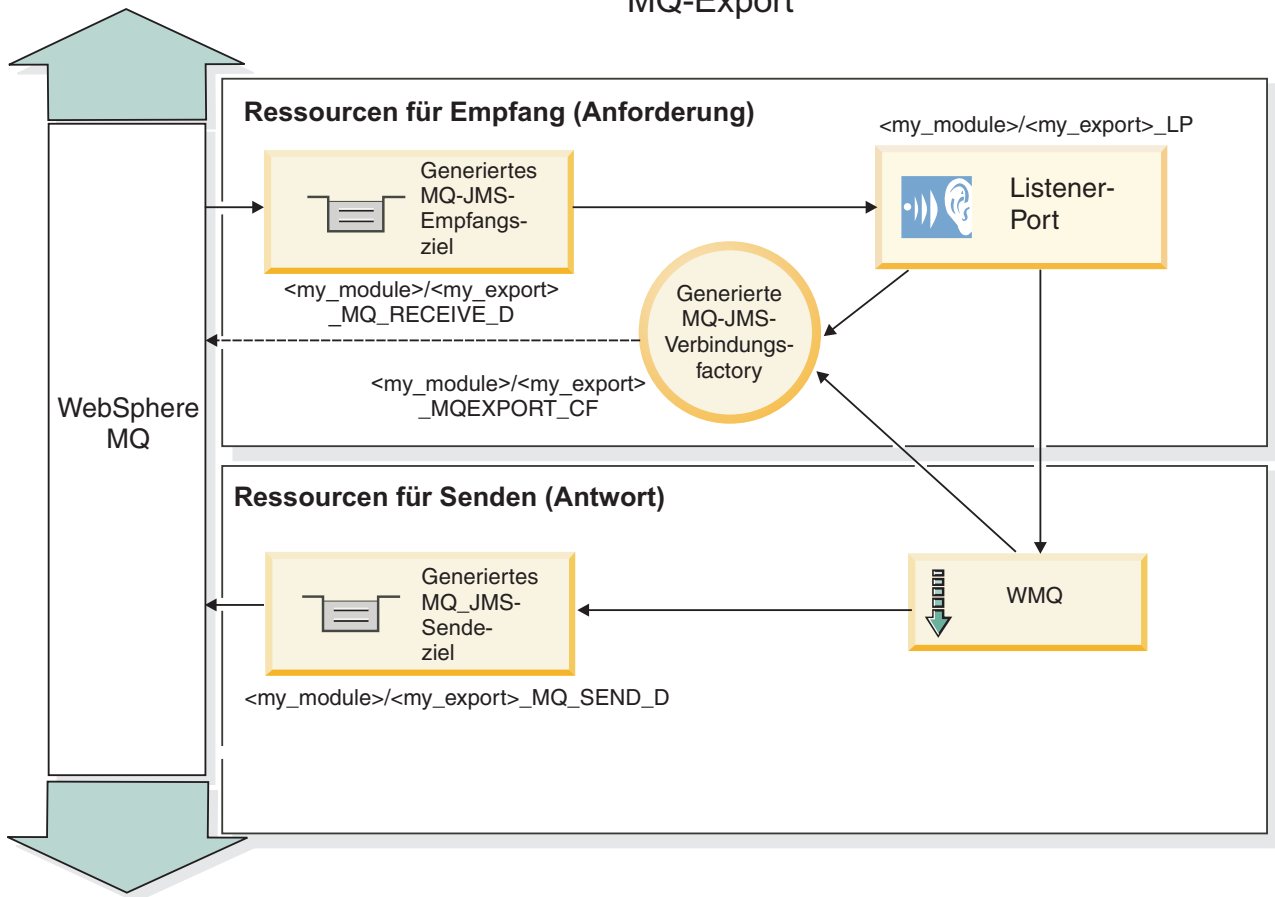 MQ-Export
Ressourcen für Empfang (Anforderung)
<my_module>/<my_export>_LP
Generiertes
MQ-JMS-
Empfangs-
ziel
Listener-
Port
<my_module>/<my_export>
_MQ_RECEIVE_D
Generierte
MQ-JMS-
Verbindungs-
factory
<my_module>/<my_export>
_MQEXPORT_CF
WebSphere
MQ
Ressourcen für Senden (Antwort)
Generiertes
MQ_JMS-
Sende-
ziel
WMQ
<my_module>/<my_export>_MQ_SEND_D